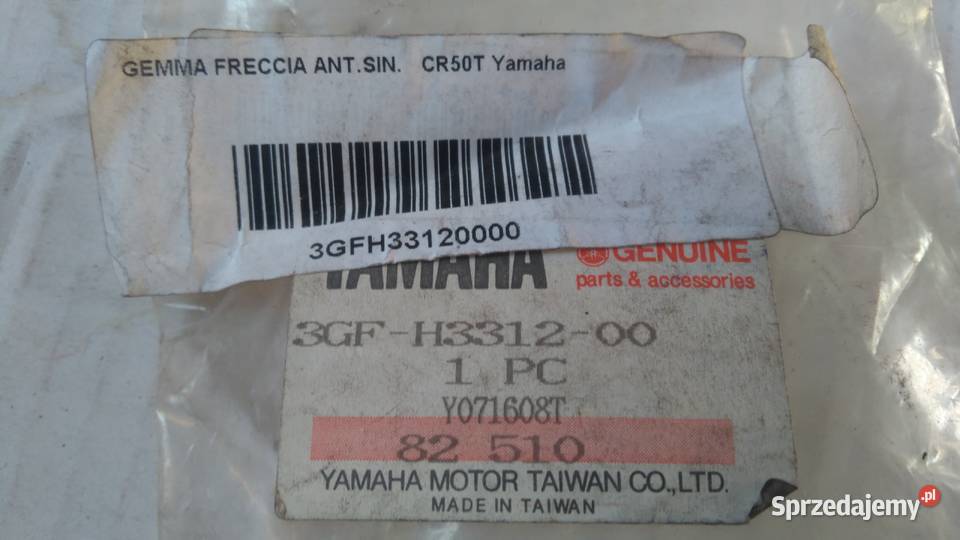 GEMMA FRECCIA ANT.SIN. CR50T Yamaha
3GFH33120000
YAMAHA
GENUINE
parts & accessories
3GF-H3312-00
1 PC
Y071608T
82 510
YAMAHA MOTOR TAIWAN CO.,LTD.
MADE IN TAIWAN
Sprzedajemy.pl